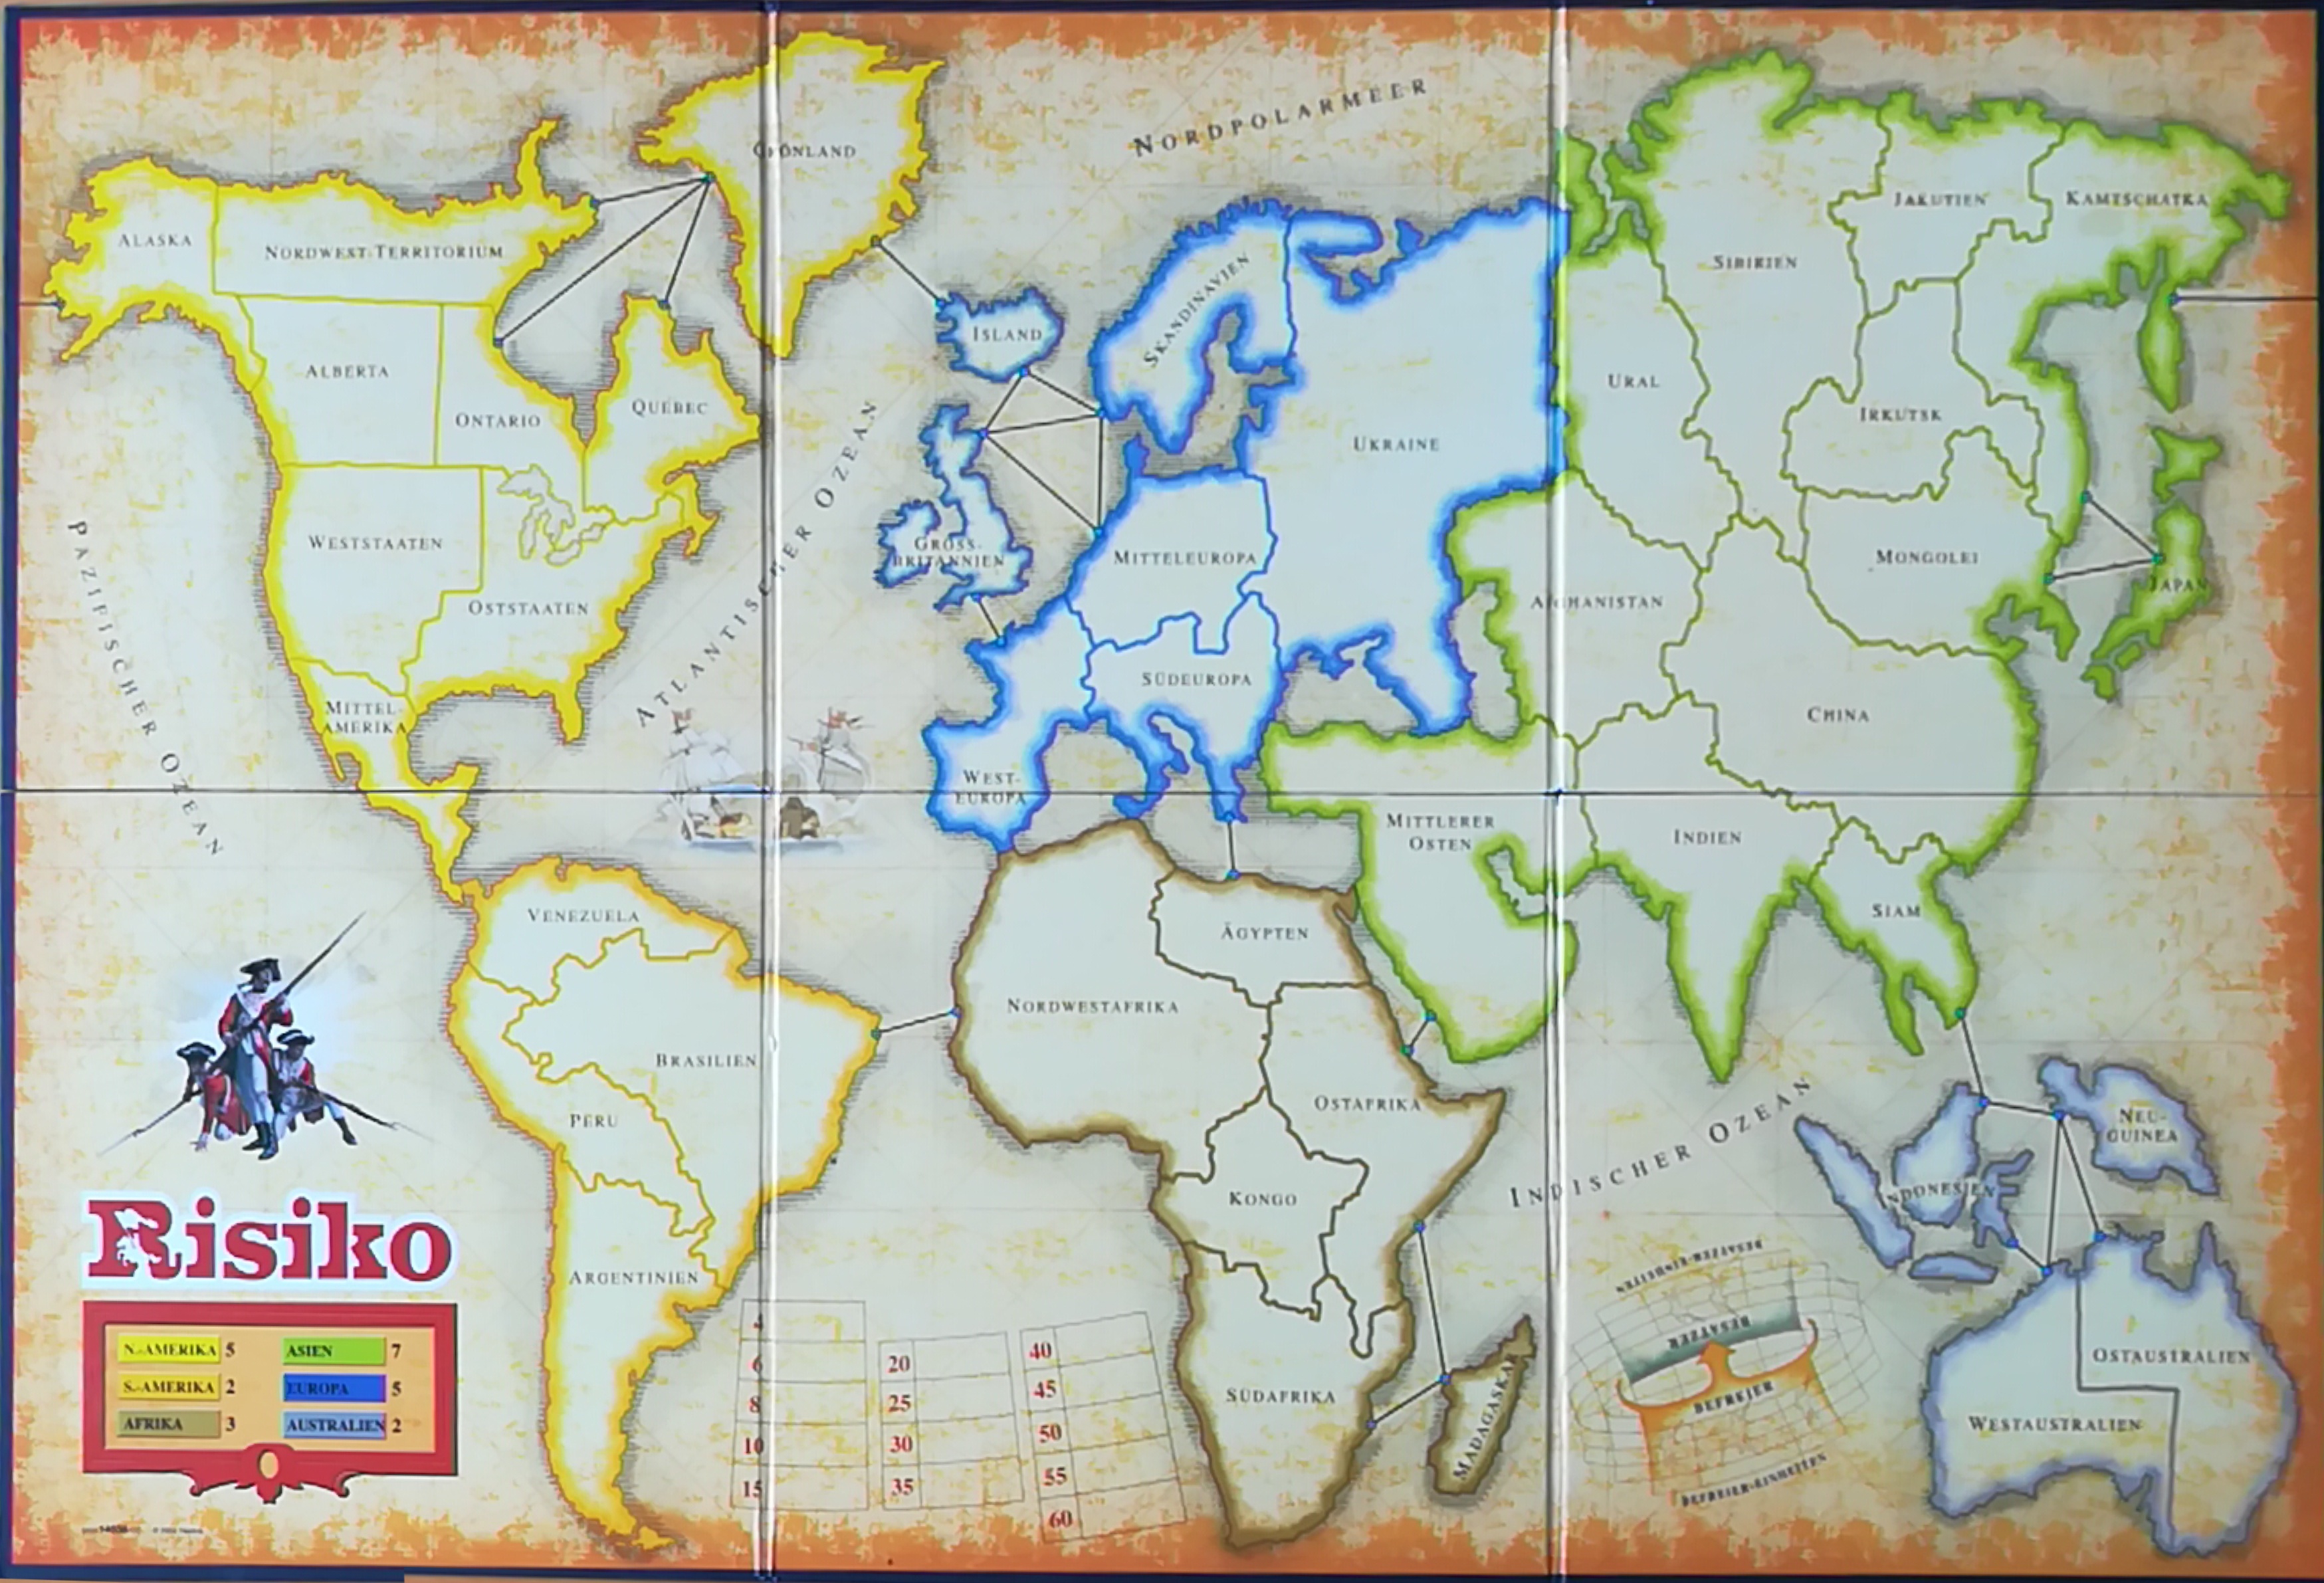 NORDPOLARMEER
GRÖNLAND
ALASKA
NORDWEST-TERRITORIUM
ISLAND
SKANDINAVIEN
JAKUTIEN
KAMTSCHATKA
SIBIRIEN
ALBERTA
ONTARIO
QUEBEC
UKRAINE
URAL
IRKUTSK
WESTSTAATEN
OSTSTAATEN
GROSS-
BRITANNIEN
MITTELEUROPA
AFGHANISTAN
MONGOLEI
JAPAN
PAZIFISCHER OZEAN
ATLANTISCHER OZEAN
MITTEL-
AMERIKA
SÜDEUROPA
CHINA
WEST-
EUROPA
MITTLERER
OSTEN
INDIEN
SIAM
VENEZUELA
ÄGYPTEN
NORDWESTAFRIKA
BRASILIEN
PERU
OSTAFRIKA
INDISCHER OZEAN
NEU-
GUINEA
KONGO
INDONESIEN
ARGENTINIEN
SÜDAFRIKA
MADAGASKAR
OSTAUSTRALIEN
WESTAUSTRALIEN
Risiko
N.-AMERIKA 5
S.-AMERIKA 2
AFRIKA 3
ASIEN 7
EUROPA 5
AUSTRALIEN 2
4
6
8
10
15
20
25
30
35
40
45
50
55
60
BESATZER-EINHEITEN
BESATZER
BEFREIER
BEFREIER-EINHEITEN